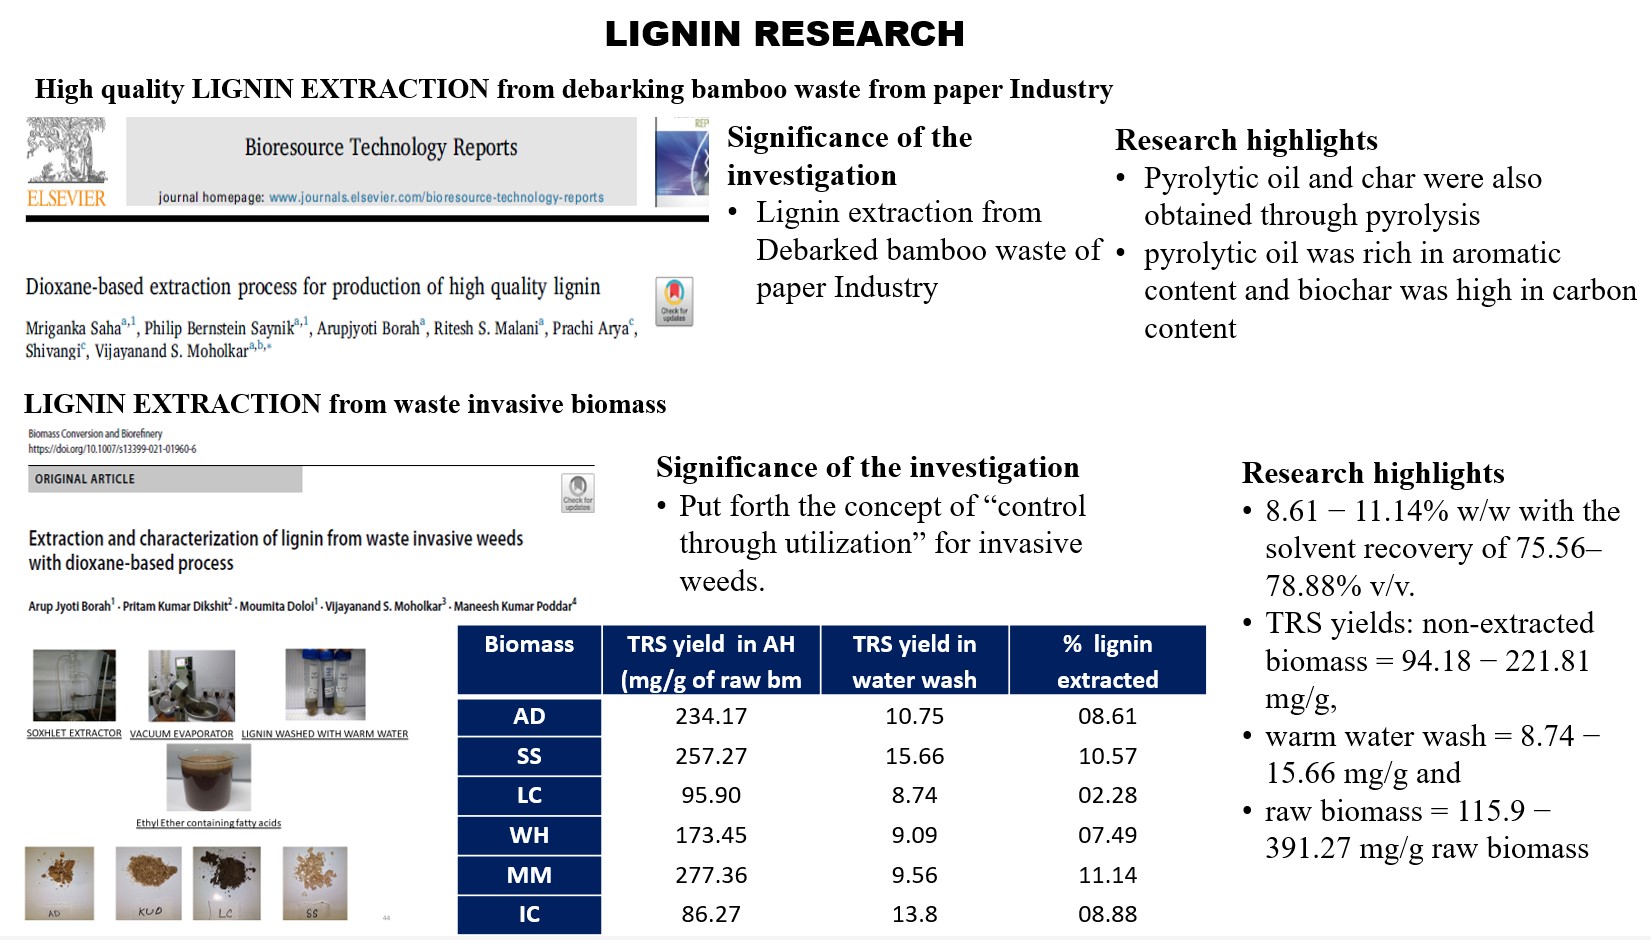 LIGNIN RESEARCH
High quality LIGNIN EXTRACTION from debarking bamboo waste from paper Industry
ELSEVIER
Bioresource Technology Reports
journal homepage: www.journals.elsevier.com/bioresource-technology-reports
REP
Dioxane-based extraction process for production of high quality lignin
Mriganka Saha a,1, Philip Bernstein Saynik a,1, Arupjyoti Borah a, Ritesh S. Malani a, Prachi Arya c,
Shivangi c, Vijayanand S. Moholkar a,b,*
Check for
updates
Significance of the
investigation
• Lignin extraction from
Debarked bamboo waste of
paper Industry
Research highlights
• Pyrolytic oil and char were also
obtained through pyrolysis
• pyrolytic oil was rich in aromatic
content and biochar was high in carbon
content
LIGNIN EXTRACTION from waste invasive biomass
Biomass Conversion and Biorefinery
https://doi.org/10.1007/s13399-021-01960-6
ORIGINAL ARTICLE
Check for
updates
Extraction and characterization of lignin from waste invasive weeds
with dioxane-based process
Arup Jyoti Borah1 · Pritam Kumar Dikshit2 · Moumita Doloi1 · Vijayanand S. Moholkar3 · Maneesh Kumar Poddar4
SOXHLET EXTRACTOR VACUUM EVAPORATOR LIGNIN WASHED WITH WARM WATER
Ethyl Ether containing fatty acids
AD KUD LC SS
44
Significance of the investigation
• Put forth the concept of “control
through utilization” for invasive
weeds.
Biomass TRS yield in AH TRS yield in % lignin
(mg/g of raw bm water wash extracted
AD 234.17 10.75 08.61
SS 257.27 15.66 10.57
LC 95.90 8.74 02.28
WH 173.45 9.09 07.49
MM 277.36 9.56 11.14
IC 86.27 13.8 08.88
Research highlights
• 8.61 − 11.14% w/w with the
solvent recovery of 75.56–
78.88% v/v.
• TRS yields: non-extracted
biomass = 94.18 − 221.81
mg/g,
• warm water wash = 8.74 −
15.66 mg/g and
• raw biomass = 115.9 −
391.27 mg/g raw biomass